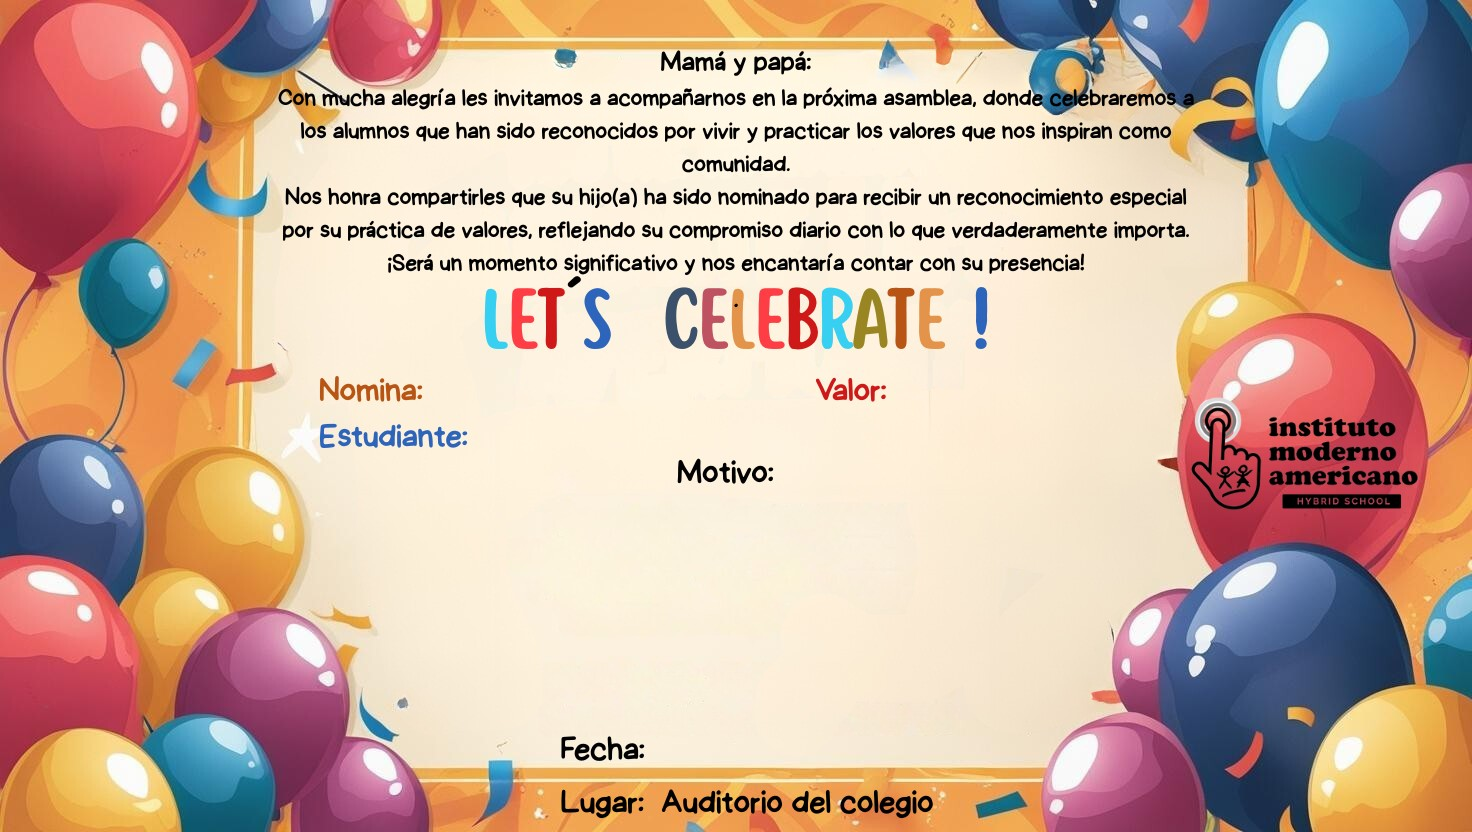 Mamá y papá:
Con mucha alegría les invitamos a acompañarnos en la próxima asamblea, donde celebraremos a
los alumnos que han sido reconocidos por vivir y practicar los valores que nos inspiran como
comunidad.
Nos honra compartirles que su hijo(a) ha sido nominado para recibir un reconocimiento especial
por su práctica de valores, reflejando su compromiso diario con lo que verdaderamente importa.
¡Será un momento significativo y nos encantaría contar con su presencia!
LET´S CELEBRATE !
Nomina:
Valor:
Estudiante:
Motivo:
instituto
moderno
americano
HYBRID SCHOOL
Fecha:
Lugar: Auditorio del colegio